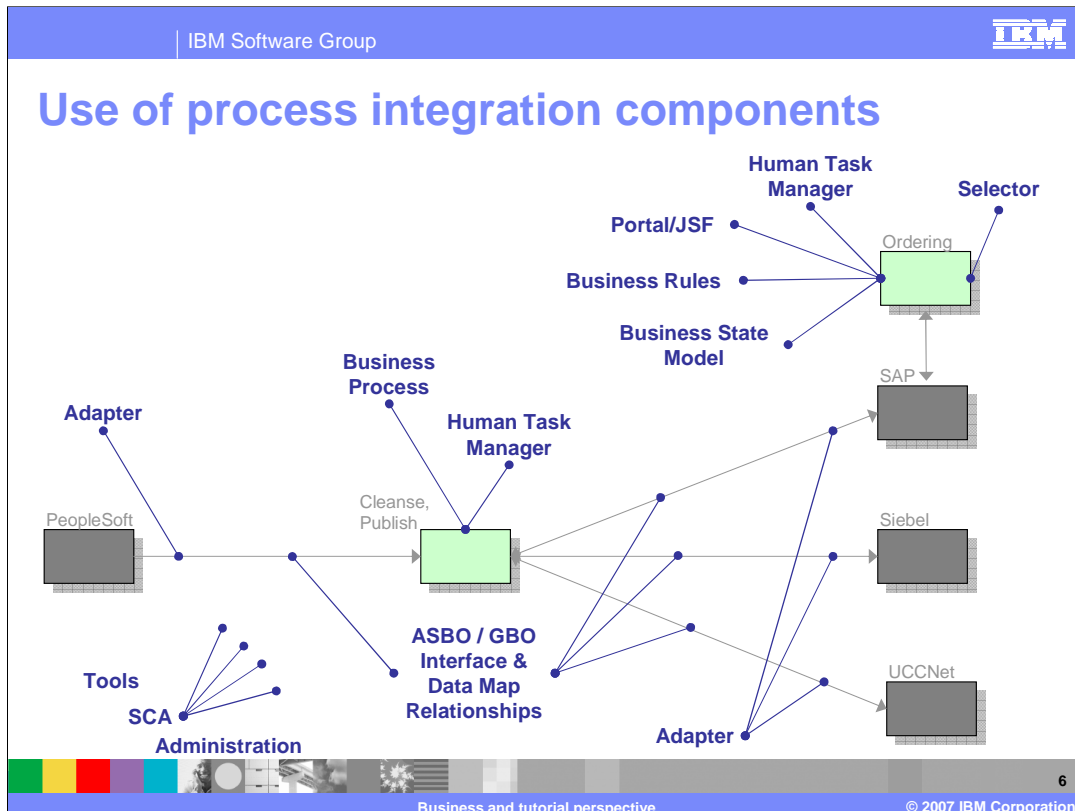 IBM Software Group
IBM
Use of process integration components
Human Task
Manager
Selector
Portal/JSF
Ordering
Business Rules
Business State
Model
Business
Process
SAP
Adapter
Human Task
Manager
Cleanse,
Publish
PeopleSoft
Siebel
ASBO / GBO
Interface &
Data Map
Relationships
UCCNet
Tools
SCA
Administration
Adapter
6
Business and tutorial perspective
© 2007 IBM Corporation